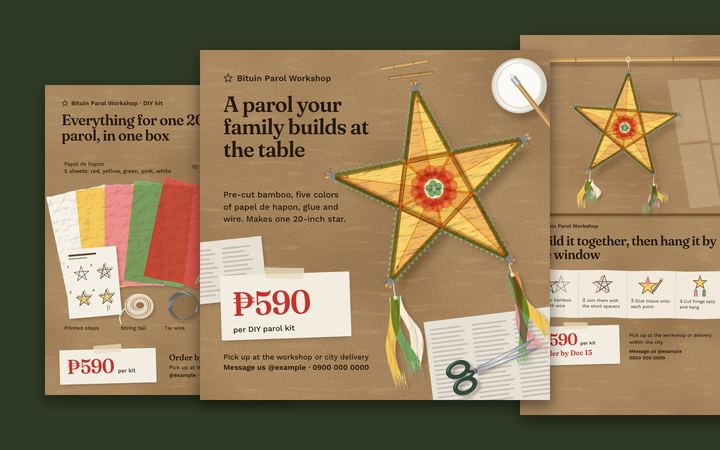 Bituin Parol Workshop · DIY kit
Everything for one 20
parol, in one box
Papel de hapon
5 sheets: red, yellow, green, pink, white
10
Printed steps
String tail
Tie wire
₱590
per kit
Order b
Pick up at t
@example ·
Bituin Parol Workshop
A parol your
family builds at
the table
Pre-cut bamboo, five colors
of papel de hapon, glue and
wire. Makes one 20-inch star.
₱590
per DIY parol kit
Pick up at the workshop or city delivery
Message us @example · 0900 000 0000
Parol Workshop
ild it together, then hang it by
window
bamboo
2 Join them with
the short spacers
3 Glue tissue onto
each point
4 Cut fringe tails
and hang
590 per kit
der by Dec 15
Pick up at the workshop or delivery
within the city
Message us @example
0900 000 0000